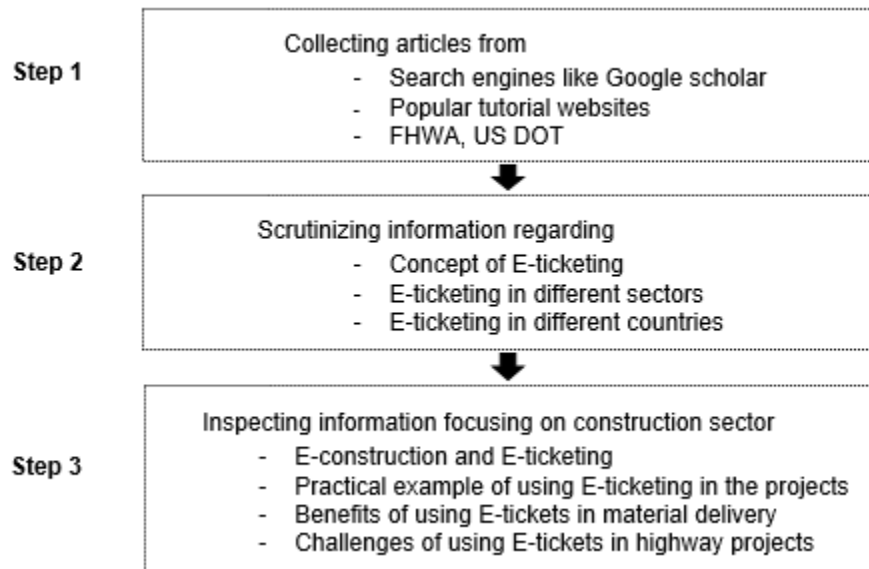 Step 1
Collecting articles from
- Search engines like Google scholar
- Popular tutorial websites
- FHWA, US DOT
Step 2
Scrutinizing information regarding
- Concept of E-ticketing
- E-ticketing in different sectors
- E-ticketing in different countries
Step 3
Inspecting information focusing on construction sector
- E-construction and E-ticketing
- Practical example of using E-ticketing in the projects
- Benefits of using E-tickets in material delivery
- Challenges of using E-tickets in highway projects